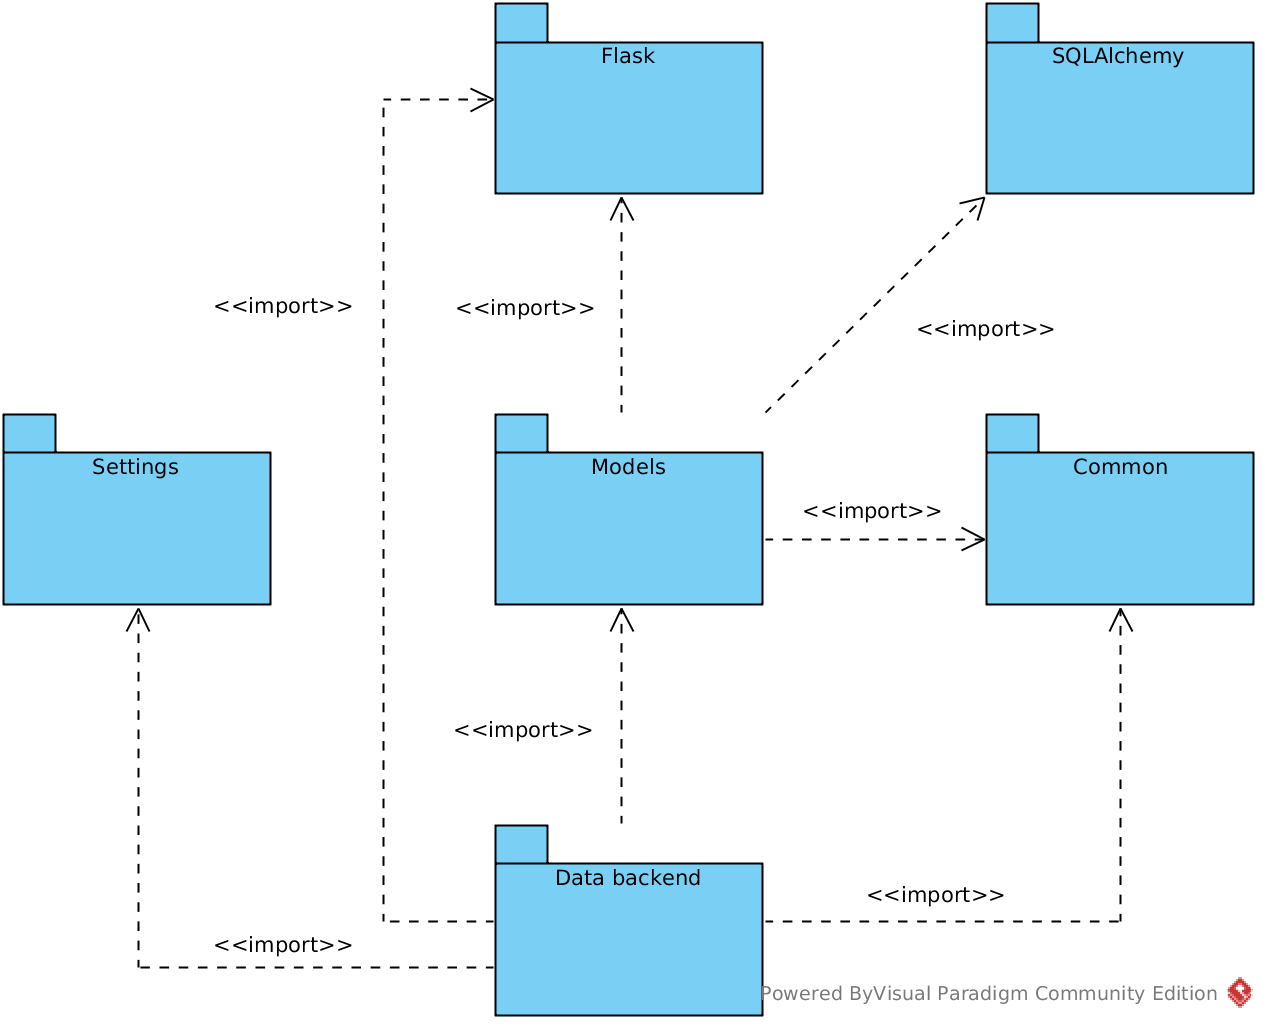 Flask
SQLAlchemy
<<import>>
<<import>>
<<import>>
Settings
Models
Common
<<import>>
<<import>>
Data backend
<<import>>
<<import>>
Powered ByVisual Paradigm Community Edition